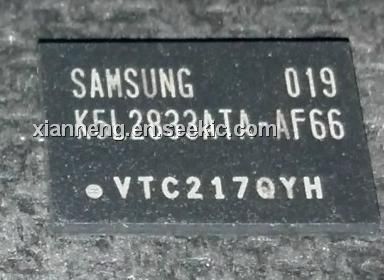 SAMSUNG 019
K5L2833ATA-AF66
xianneng.en.seekic.com
VTC217QYH